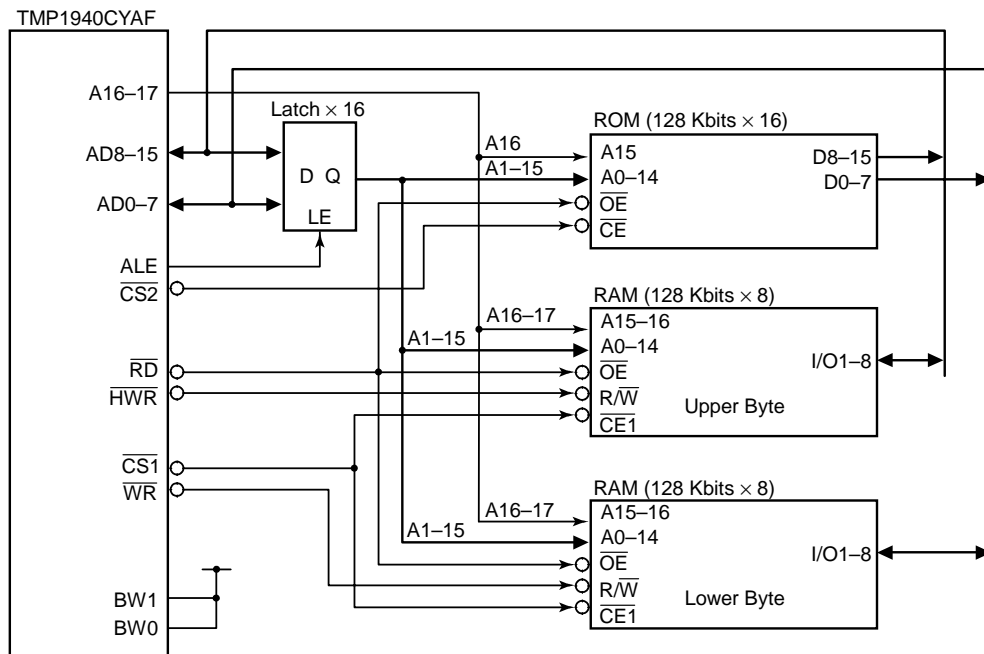 TMP1940CYAF
A16–17
AD8–15
AD0–7
ALE
CS2
RD
HWR
CS1
WR
BW1
BW0
Latch × 16
D Q
LE
A16
A1–15
ROM (128 Kbits × 16)
A15
A0–14
OE
CE
D8–15
D0–7
A16–17
A1–15
RAM (128 Kbits × 8)
A15–16
A0–14
OE
R/W
CE1
I/O1–8
Upper Byte
A16–17
A1–15
RAM (128 Kbits × 8)
A15–16
A0–14
OE
R/W
CE1
I/O1–8
Lower Byte